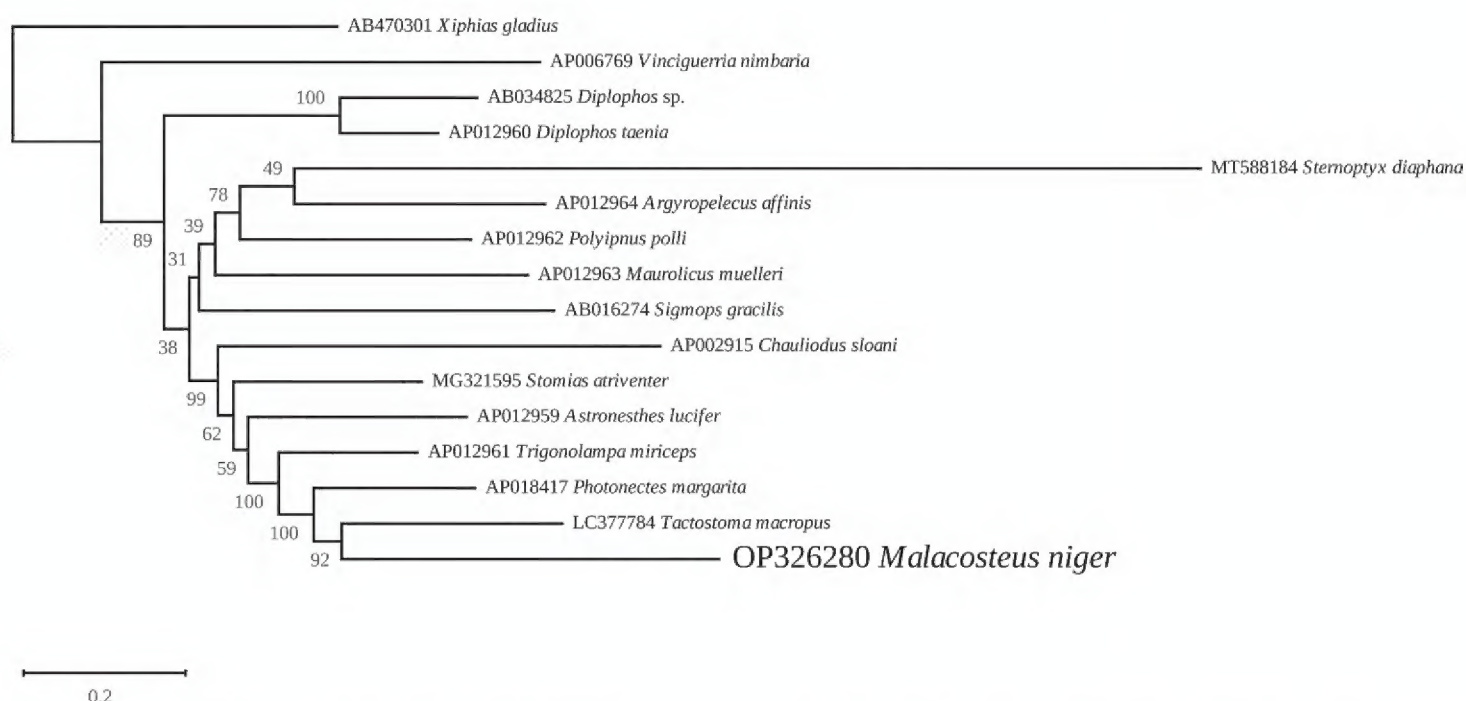 AB470301 Xiphias gladius
AP006769 Vinciguerria nimbaria
100
AB034825 Diplophos sp.
AP012960 Diplophos taenia
49
MT588184 Sternoptyx diaphana
78
AP012964 Argyropelecus affinis
39
AP012962 Polyipnus polli
89
31
AP012963 Maurolicus muelleri
AB016274 Sigmops gracilis
38
AP002915 Chauliodus sloani
99
MG321595 Stomias atriventer
62
AP012959 Astronesthes lucifer
59
AP012961 Trigonolampa miriceps
100
AP018417 Photonectes margarita
100
LC377784 Tactostoma macropus
92
OP326280 Malacosteus niger
0.2